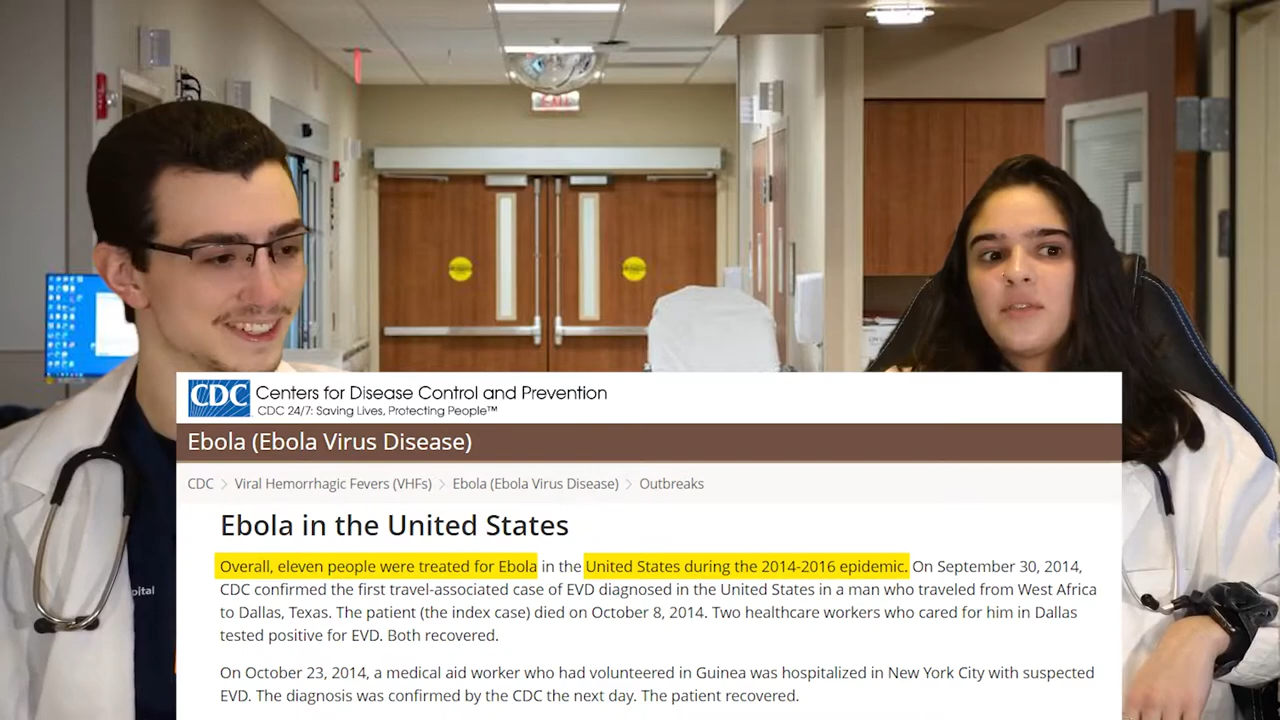 EXIT
CDC
Centers for Disease Control and Prevention
CDC 24/7: Saving Lives, Protecting People™
Ebola (Ebola Virus Disease)
CDC > Viral Hemorrhagic Fevers (VHFs) > Ebola (Ebola Virus Disease) > Outbreaks
Ebola in the United States
Overall, eleven people were treated for Ebola in the United States during the 2014-2016 epidemic. On September 30, 2014,
CDC confirmed the first travel-associated case of EVD diagnosed in the United States in a man who traveled from West Africa
to Dallas, Texas. The patient (the index case) died on October 8, 2014. Two healthcare workers who cared for him in Dallas
tested positive for EVD. Both recovered.
On October 23, 2014, a medical aid worker who had volunteered in Guinea was hospitalized in New York City with suspected
EVD. The diagnosis was confirmed by the CDC the next day. The patient recovered.
pital